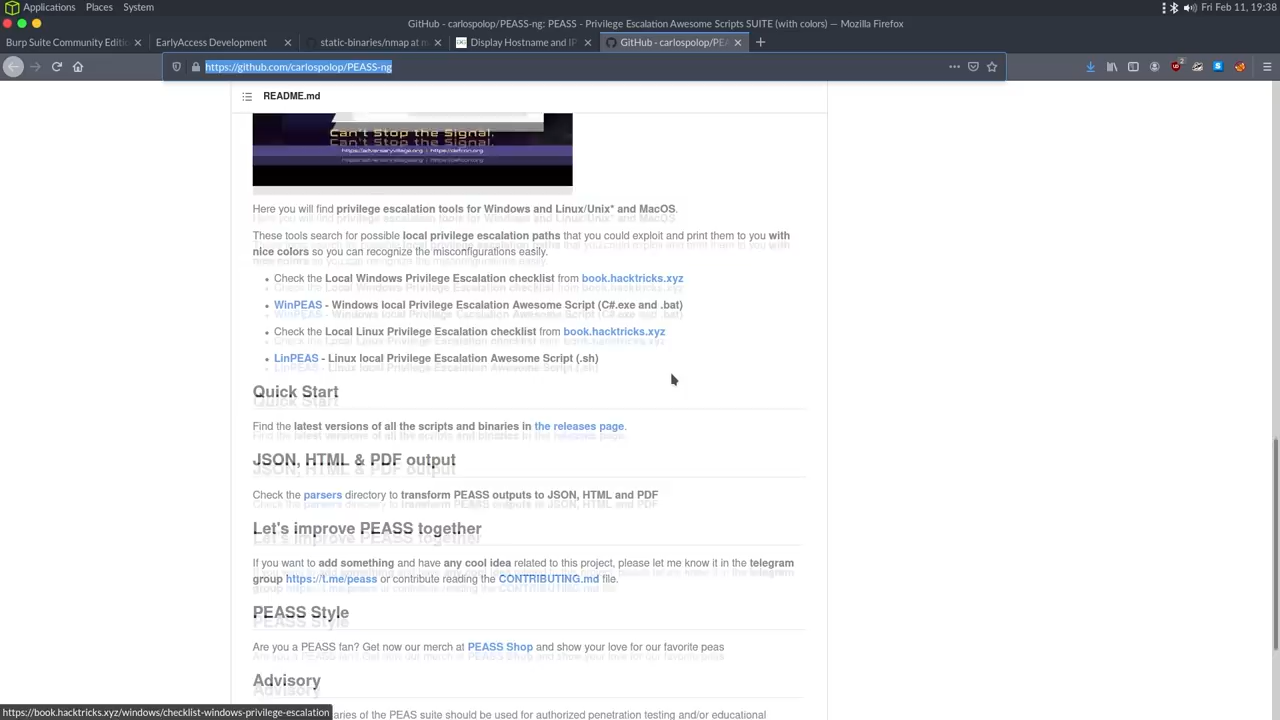 Applications Places System
Fri Feb 11, 19:38
GitHub - carlospolop/PEASS-ng: PEASS - Privilege Escalation Awesome Scripts SUITE (with colors) — Mozilla Firefox
Burp Suite Community Editi
EarlyAccess Development
static-binaries/nmap at m
Display Hostname and IP
GitHub - carlospolop/PEA
https://github.com/carlospolop/PEASS-ng
README.md
Can't Stop the Signal.
https://adversaryvillage.org | https://defcon.org
Here you will find privilege escalation tools for Windows and Linux/Unix* and MacOS.
These tools search for possible local privilege escalation paths that you could exploit and print them to you with
nice colors so you can recognize the misconfigurations easily.
• Check the Local Windows Privilege Escalation checklist from book.hacktricks.xyz
• WinPEAS - Windows local Privilege Escalation Awesome Script (C#.exe and .bat)
• Check the Local Linux Privilege Escalation checklist from book.hacktricks.xyz
• LinPEAS - Linux local Privilege Escalation Awesome Script (.sh)
Quick Start
Find the latest versions of all the scripts and binaries in the releases page.
JSON, HTML & PDF output
Check the parsers directory to transform PEASS outputs to JSON, HTML and PDF
Let's improve PEASS together
If you want to add something and have any cool idea related to this project, please let me know it in the telegram
group https://t.me/peass or contribute reading the CONTRIBUTING.md file.
PEASS Style
Are you a PEASS fan? Get now our merch at PEASS Shop and show your love for our favorite peas
Advisory
aries of the PEAS suite should be used for authorized penetration testing and/or educational
https://book.hacktricks.xyz/windows/checklist-windows-privilege-escalation